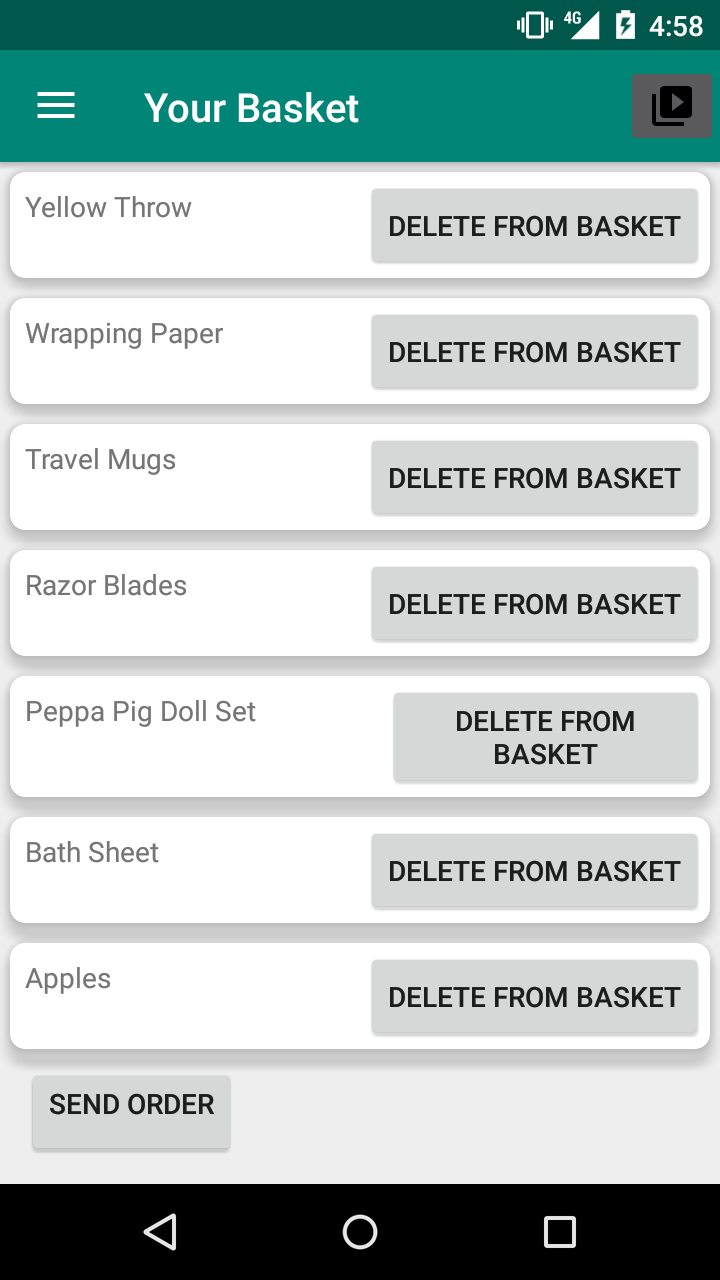 4G 4:58
Your Basket
Yellow Throw
DELETE FROM BASKET
Wrapping Paper
DELETE FROM BASKET
Travel Mugs
DELETE FROM BASKET
Razor Blades
DELETE FROM BASKET
Peppa Pig Doll Set
DELETE FROM
BASKET
Bath Sheet
DELETE FROM BASKET
Apples
DELETE FROM BASKET
SEND ORDER